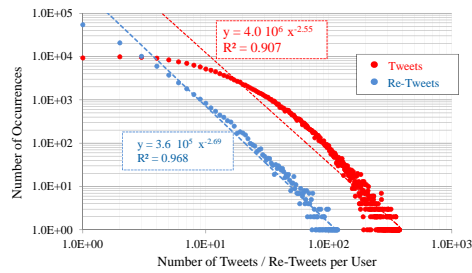 1.0E+05
1.0E+04
1.0E+03
1.0E+02
1.0E+01
1.0E+00
Number of Occurrences
y = 4.0 10⁶ x⁻²·⁵⁵
R² = 0.907
Tweets
Re-Tweets
y = 3.6 10⁵ x⁻²·⁶⁹
R² = 0.968
1.0E+00 1.0E+01 1.0E+02 1.0E+03
Number of Tweets / Re-Tweets per User